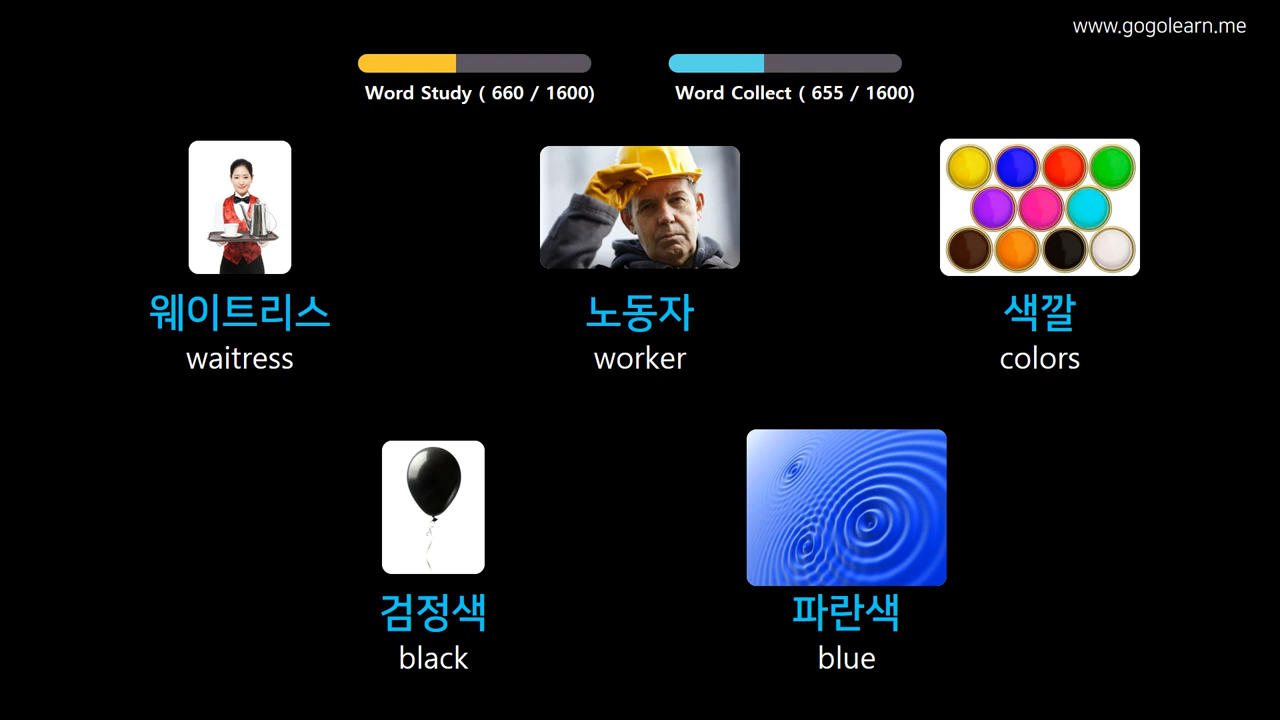 www.gogolearn.me
Word Study ( 660 / 1600)
Word Collect ( 655 / 1600)
웨이트리스
waitress
노동자
worker
색깔
colors
검정색
black
파란색
blue